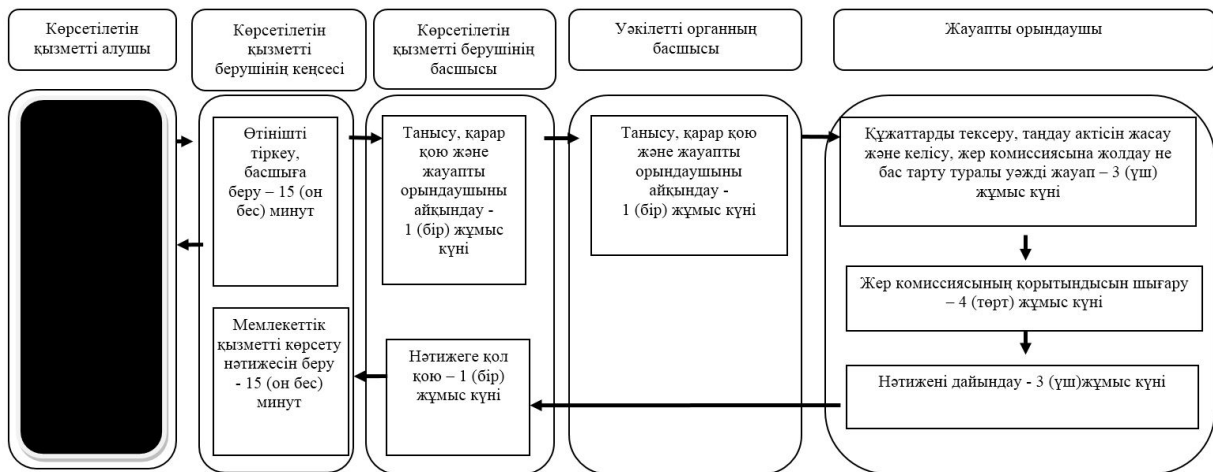 Көрсетілетін
қызметті алушы
Көрсетілетін
қызметті
берушінің кеңсесі
Көрсетілетін
қызметті берушінің
басшысы
Уәкілетті органның
басшысы
Жауапты орындаушы
Өтінішті
тіркеу,
басшыға
беру – 15 (он
бес) минут
Танысу, қарар
қою және
жауапты
орындаушыны
айқындау -
1 (бір) жұмыс
күні
Танысу, қарар қою
және жауапты
орындаушыны
айқындау -
1 (бір) жұмыс күні
Құжаттарды тексеру, таңдау актісін жасау
және келісу, жер комиссиясына жолдау не
бас тарту туралы уәжді жауап – 3 (үш)
жұмыс күні
Жер комиссиясының қорытындысын шығару
– 4 (төрт) жұмыс күні
Нәтижені дайындау - 3 (үш)жұмыс күні
Нәтижеге қол
қою – 1 (бір)
жұмыс күні
Мемлекеттік
қызметті көрсету
нәтижесін беру
- 15 (он бес)
минут